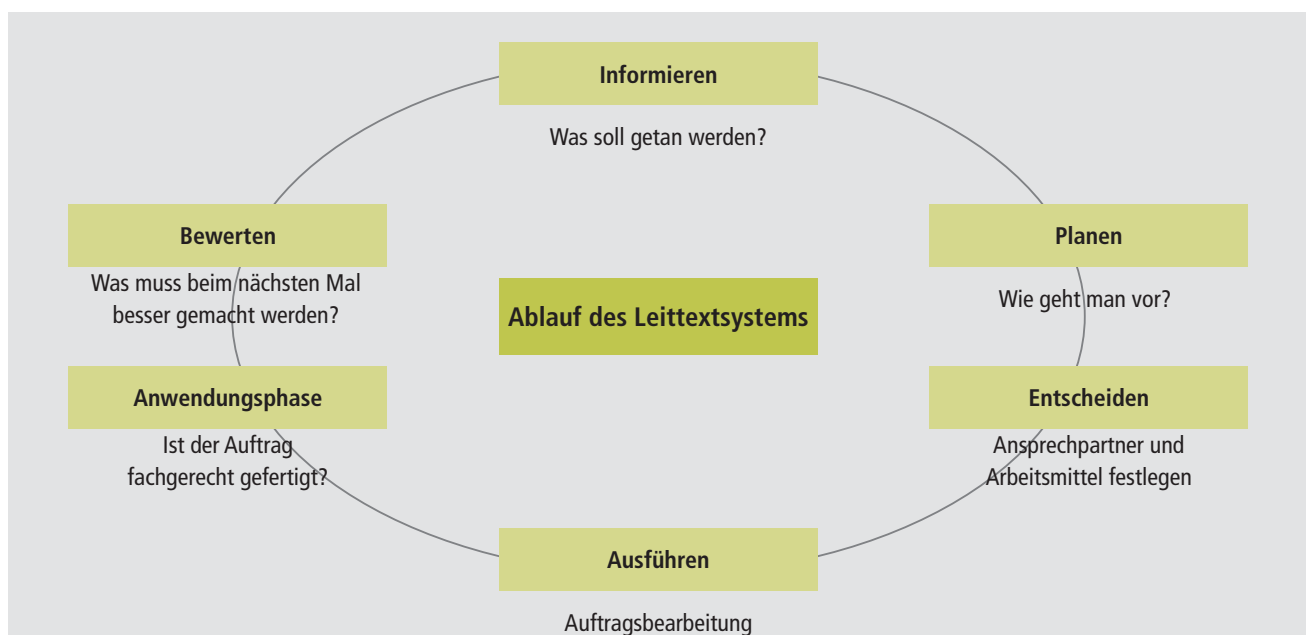 Informieren
Was soll getan werden?
Planen
Wie geht man vor?
Entscheiden
Ansprechpartner und
Arbeitsmittel festlegen
Ausführen
Auftragsbearbeitung
Anwendungsphase
Ist der Auftrag
fachgerecht gefertigt?
Bewerten
Was muss beim nächsten Mal
besser gemacht werden?
Ablauf des Leittextsystems